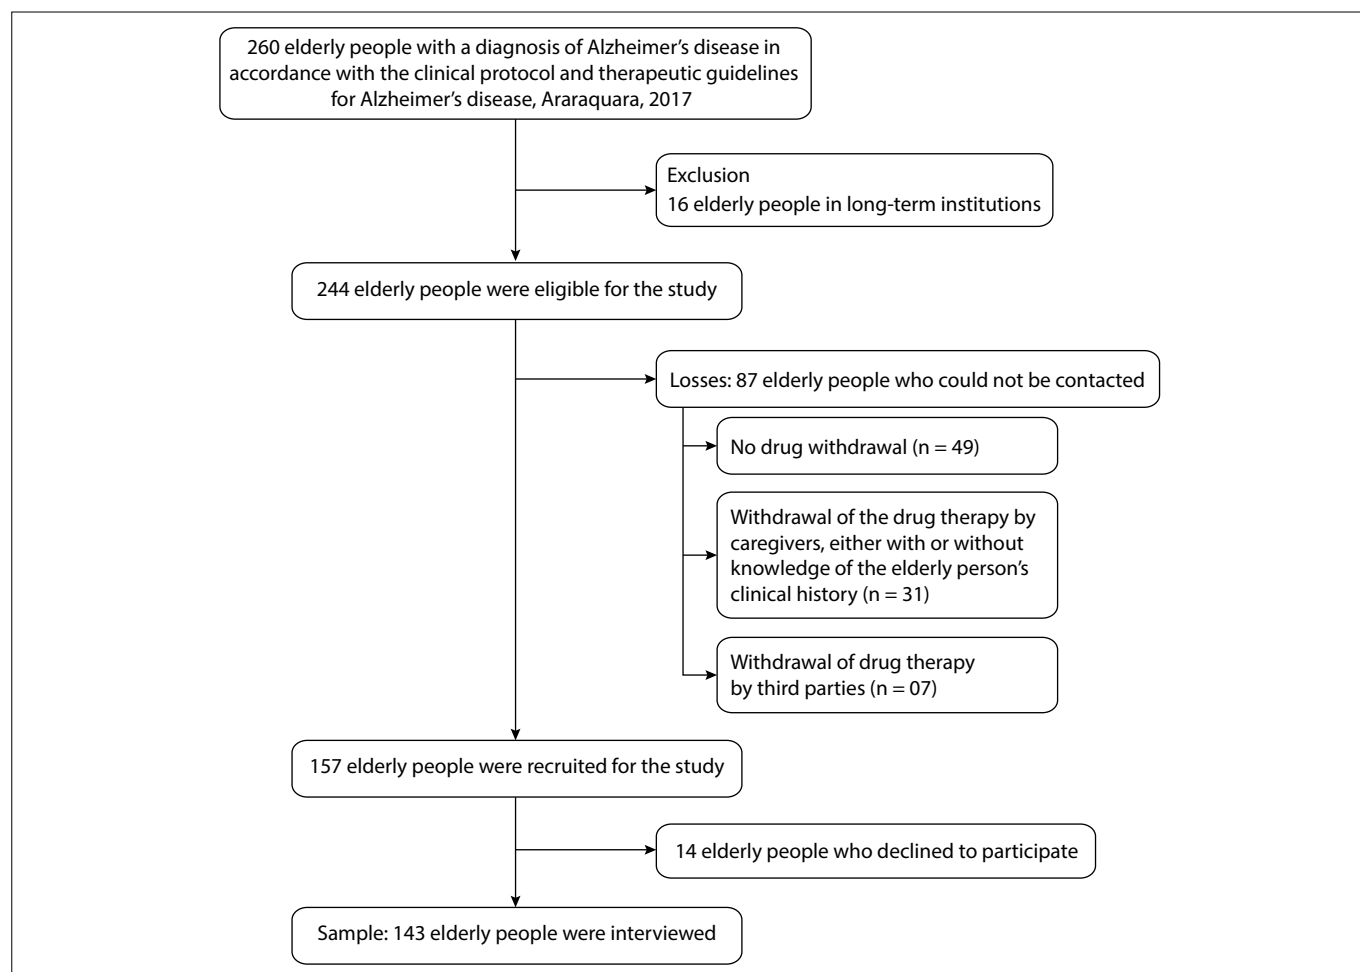 260 elderly people with a diagnosis of Alzheimer’s disease in
accordance with the clinical protocol and therapeutic guidelines
for Alzheimer’s disease, Araraquara, 2017
Exclusion
16 elderly people in long-term institutions
244 elderly people were eligible for the study
Losses: 87 elderly people who could not be contacted
No drug withdrawal (n = 49)
Withdrawal of the drug therapy by
caregivers, either with or without
knowledge of the elderly person’s
clinical history (n = 31)
Withdrawal of drug therapy
by third parties (n = 07)
157 elderly people were recruited for the study
14 elderly people who declined to participate
Sample: 143 elderly people were interviewed